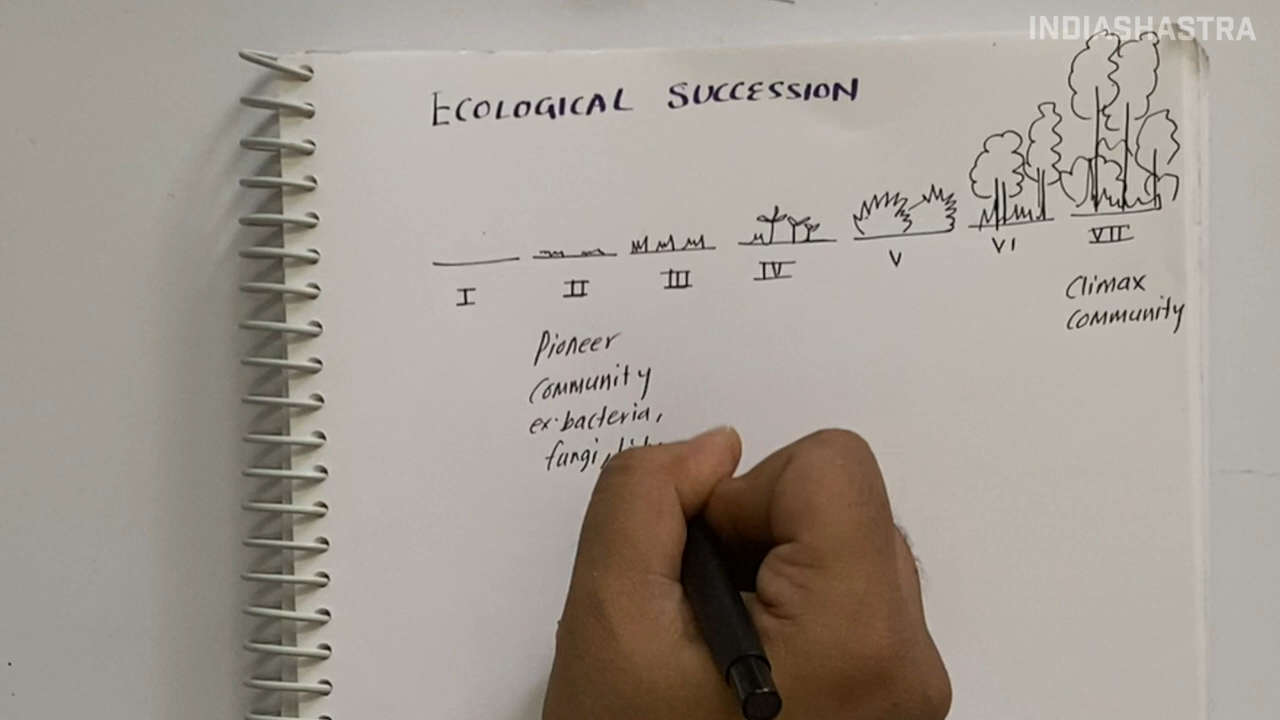 INDIASHASTRA
ECOLOGICAL SUCCESSION
I II III IV V VI VII
Climax
community
Pioneer
community
ex. bacteria,
fungi,